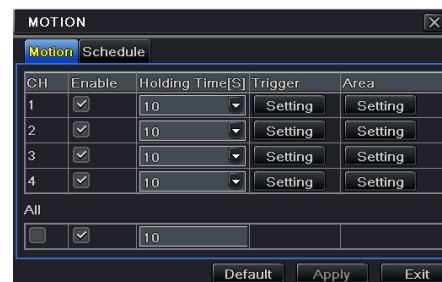 MOTION
Motion Schedule
CH Enable Holding Time[S] Trigger Area
1 10 Setting Setting
2 10 Setting Setting
3 10 Setting Setting
4 10 Setting Setting
All
10
Default Apply Exit